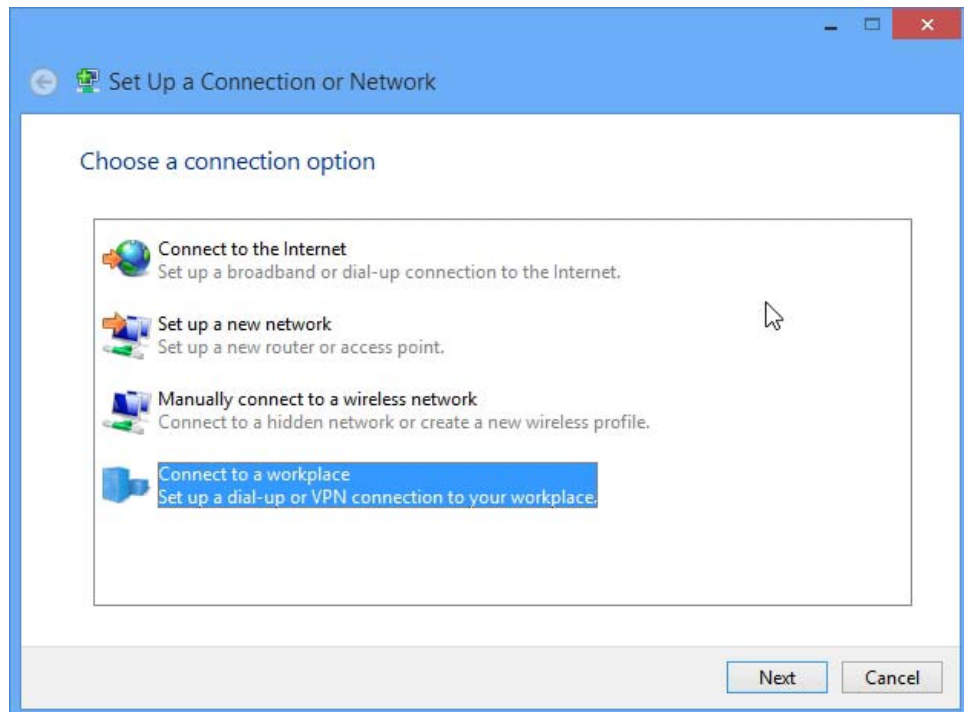 Set Up a Connection or Network
Choose a connection option
Connect to the Internet
Set up a broadband or dial-up connection to the Internet.
Set up a new network
Set up a new router or access point.
Manually connect to a wireless network
Connect to a hidden network or create a new wireless profile.
Connect to a workplace
Set up a dial-up or VPN connection to your workplace.
Next
Cancel